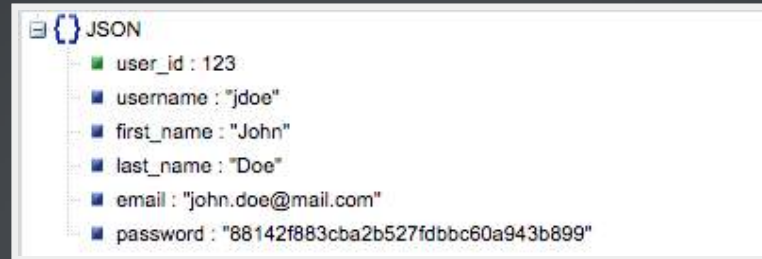 {} JSON
user_id : 123
username : "jdoe"
first_name : "John"
last_name : "Doe"
email : "john.doe@mail.com"
password : "88142f883cba2b527fdbbc60a943b899"